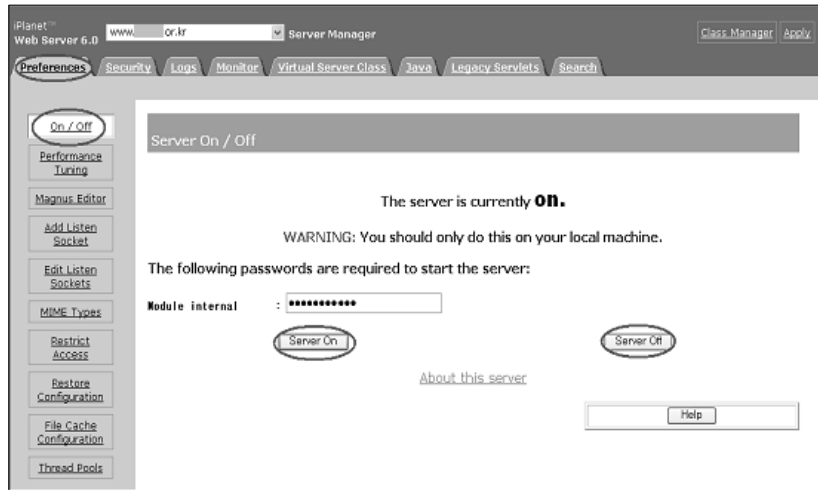 iPlanet™
Web Server 6.0
www. or.kr
Server Manager
Class Manager
Apply
Preferences
Security
Logs
Monitor
Virtual Server Class
Java
Legacy Servlets
Search
On / Off
Performance
Tuning
Magnus Editor
Add Listen
Socket
Edit Listen
Sockets
MIME Types
Restrict
Access
Restore
Configuration
File Cache
Configuration
Thread Pools
Server On / Off
The server is currently on.
WARNING: You should only do this on your local machine.
The following passwords are required to start the server:
Module internal : •••••••••••
Server On
Server Off
About this server
Help